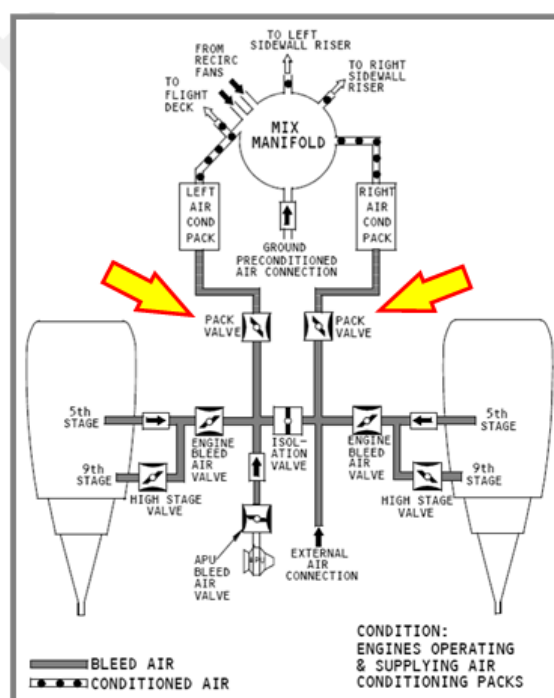 TO LEFT
SIDEWALL RISER
FROM
RECIRC
FANS
TO RIGHT
SIDEWALL
RISER
TO
FLIGHT
DECK
MIX
MANIFOLD
LEFT
AIR
COND
PACK
RIGHT
AIR
COND
PACK
GROUND
PRECONDITIONED
AIR CONNECTION
PACK
VALVE
PACK
VALVE
5th
STAGE
ENGINE
BLEED AIR
VALVE
ISOL-
ATION
VALVE
ENGINE
BLEED AIR
VALVE
5th
STAGE
9th
STAGE
HIGH STAGE
VALVE
9th
STAGE
HIGH STAGE
VALVE
APU
BLEED
AIR
VALVE
APU
EXTERNAL
AIR
CONNECTION
BLEED AIR
CONDITIONED AIR
CONDITION:
ENGINES OPERATING
& SUPPLYING AIR
CONDITIONING PACKS